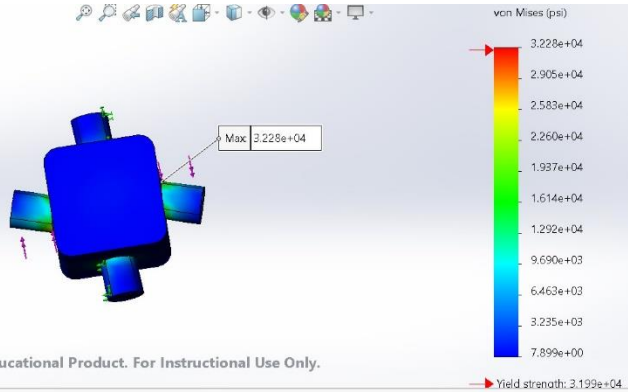 von Mises (psi)
3.228e+04
2.905e+04
2.583e+04
2.260e+04
1.937e+04
1.614e+04
1.292e+04
9.690e+03
6.463e+03
3.235e+03
7.899e+00
Yield strength: 3.199e+04
Max: 3.228e+04
ucational Product. For Instructional Use Only.